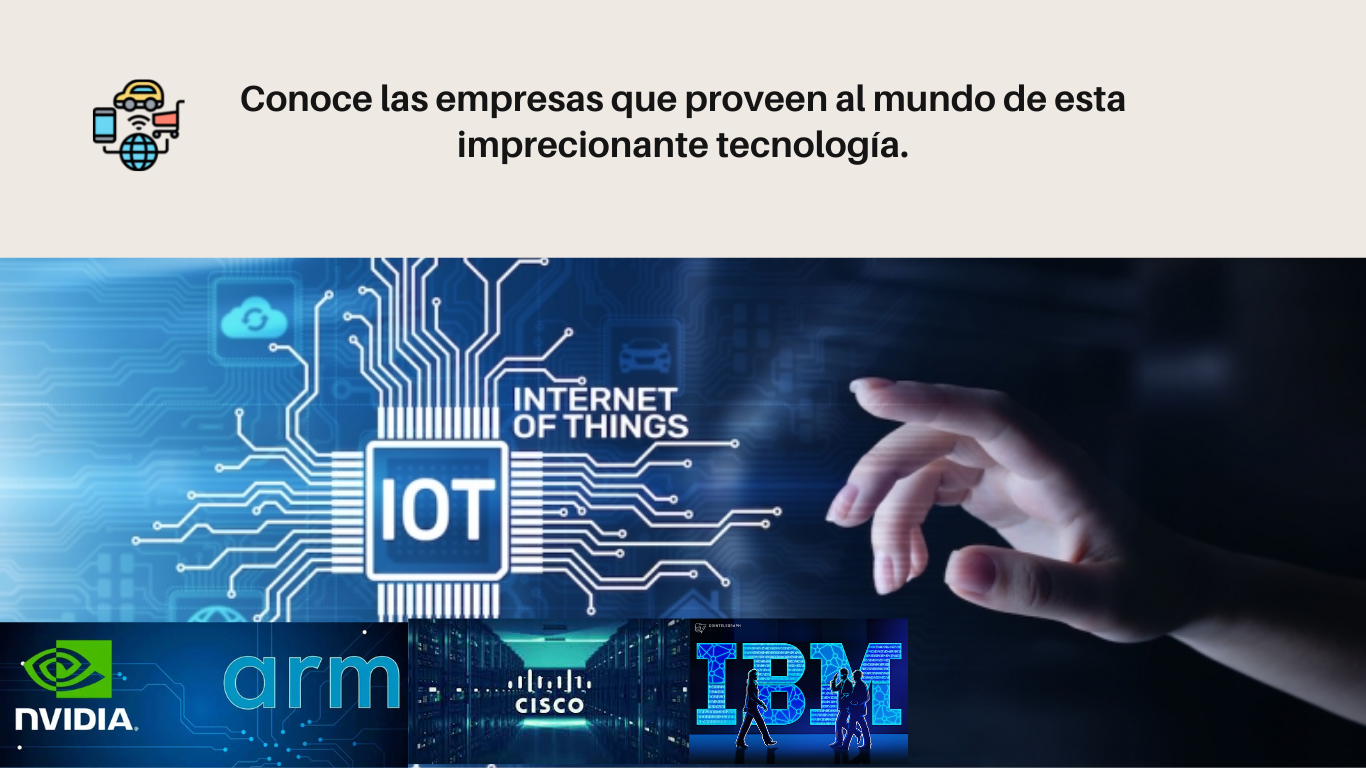 Conoce las empresas que proveen al mundo de esta
imprecionante tecnología.
INTERNET
OF THINGS
IOT
NVIDIA.
arm
CISCO
COINTELEGRAPH
IBM